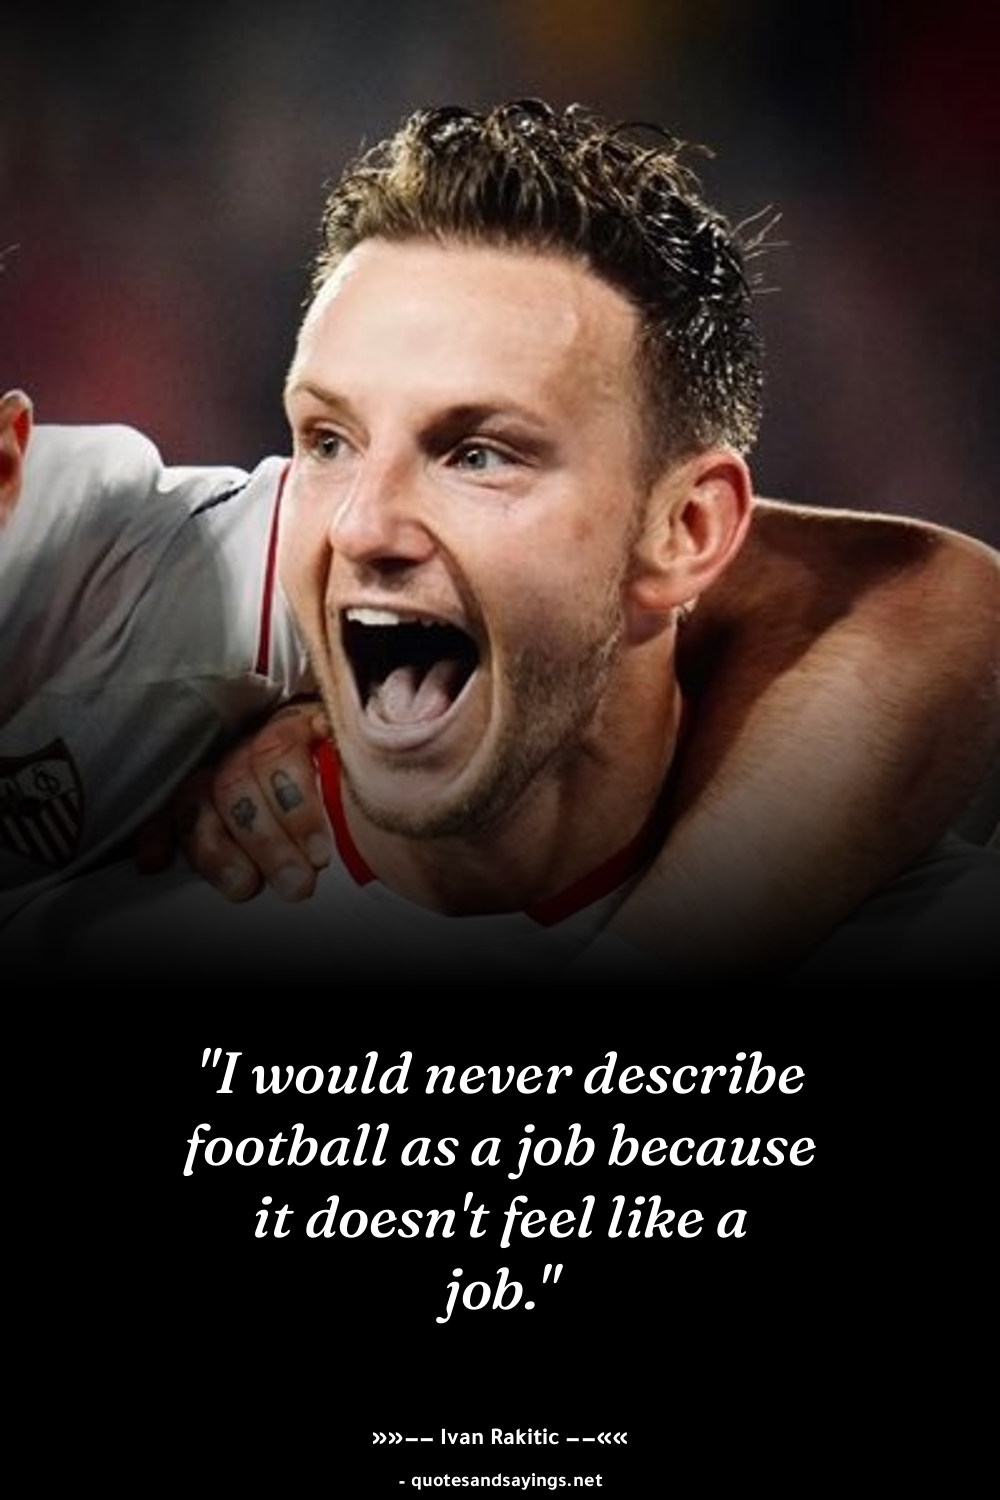 "I would never describe
football as a job because
it doesn't feel like a
job."
»»−− Ivan Rakitic −−««
- quotesandsayings.net